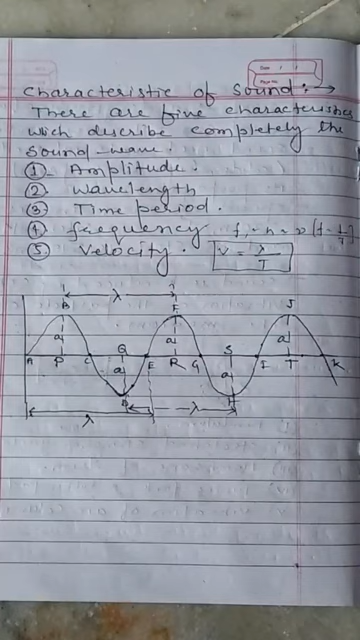 Characteristic of Sound :- →
There are five characteristics
wich describe completely the
Sound-wave.
① Amplitude.
② Wavelength
③ Time period.
④ frequency f, n = ν [f = 1/T]
⑤ Velocity. V = λ/T
λ
B F J
a a a
A P C Q E R G S I T K
a a
D H
λ λ